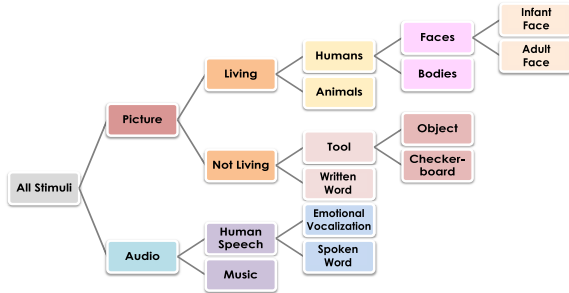 All Stimuli
Picture
Audio
Living
Not Living
Human
Speech
Music
Humans
Animals
Tool
Written
Word
Emotional
Vocalization
Spoken
Word
Faces
Bodies
Object
Checker-
board
Infant
Face
Adult
Face